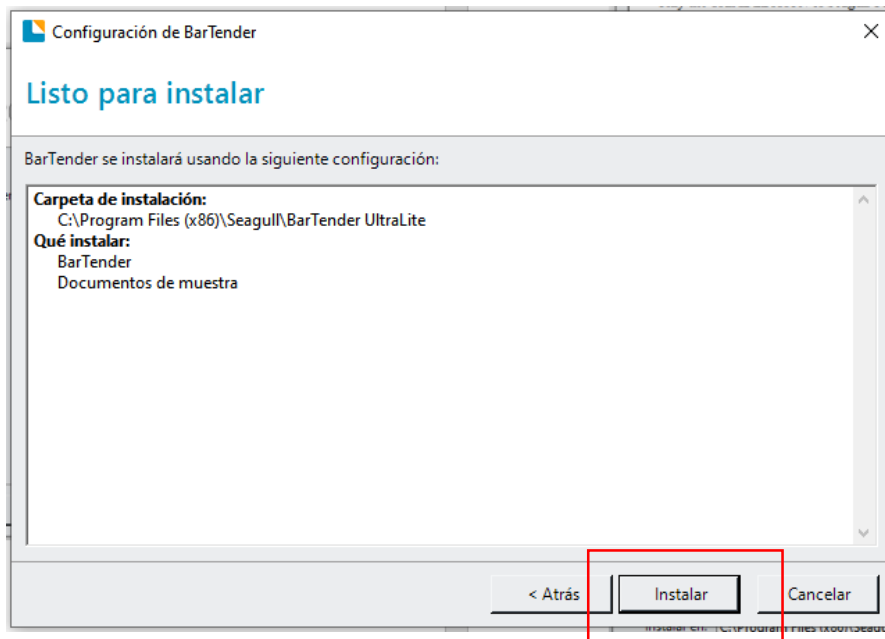 Configuración de BarTender
Listo para instalar
BarTender se instalará usando la siguiente configuración:
Carpeta de instalación:
C:\Program Files (x86)\Seagull\BarTender UltraLite
Qué instalar:
BarTender
Documentos de muestra
< Atrás Instalar Cancelar